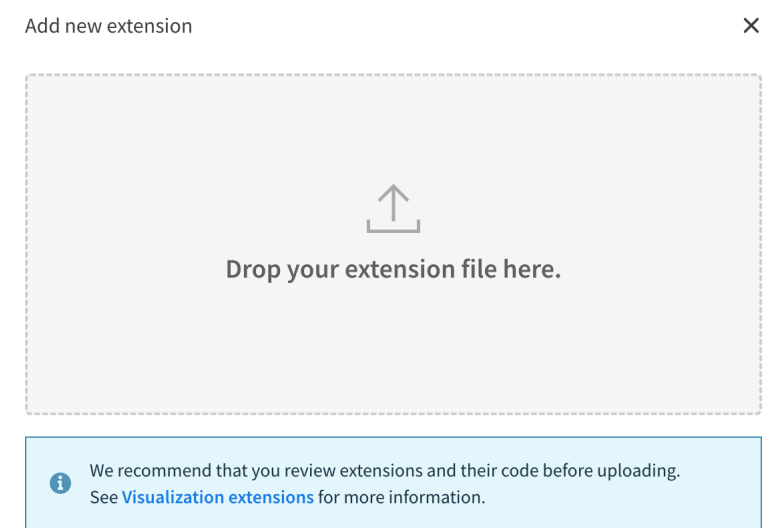 Add new extension
Drop your extension file here.
We recommend that you review extensions and their code before uploading.
See Visualization extensions for more information.